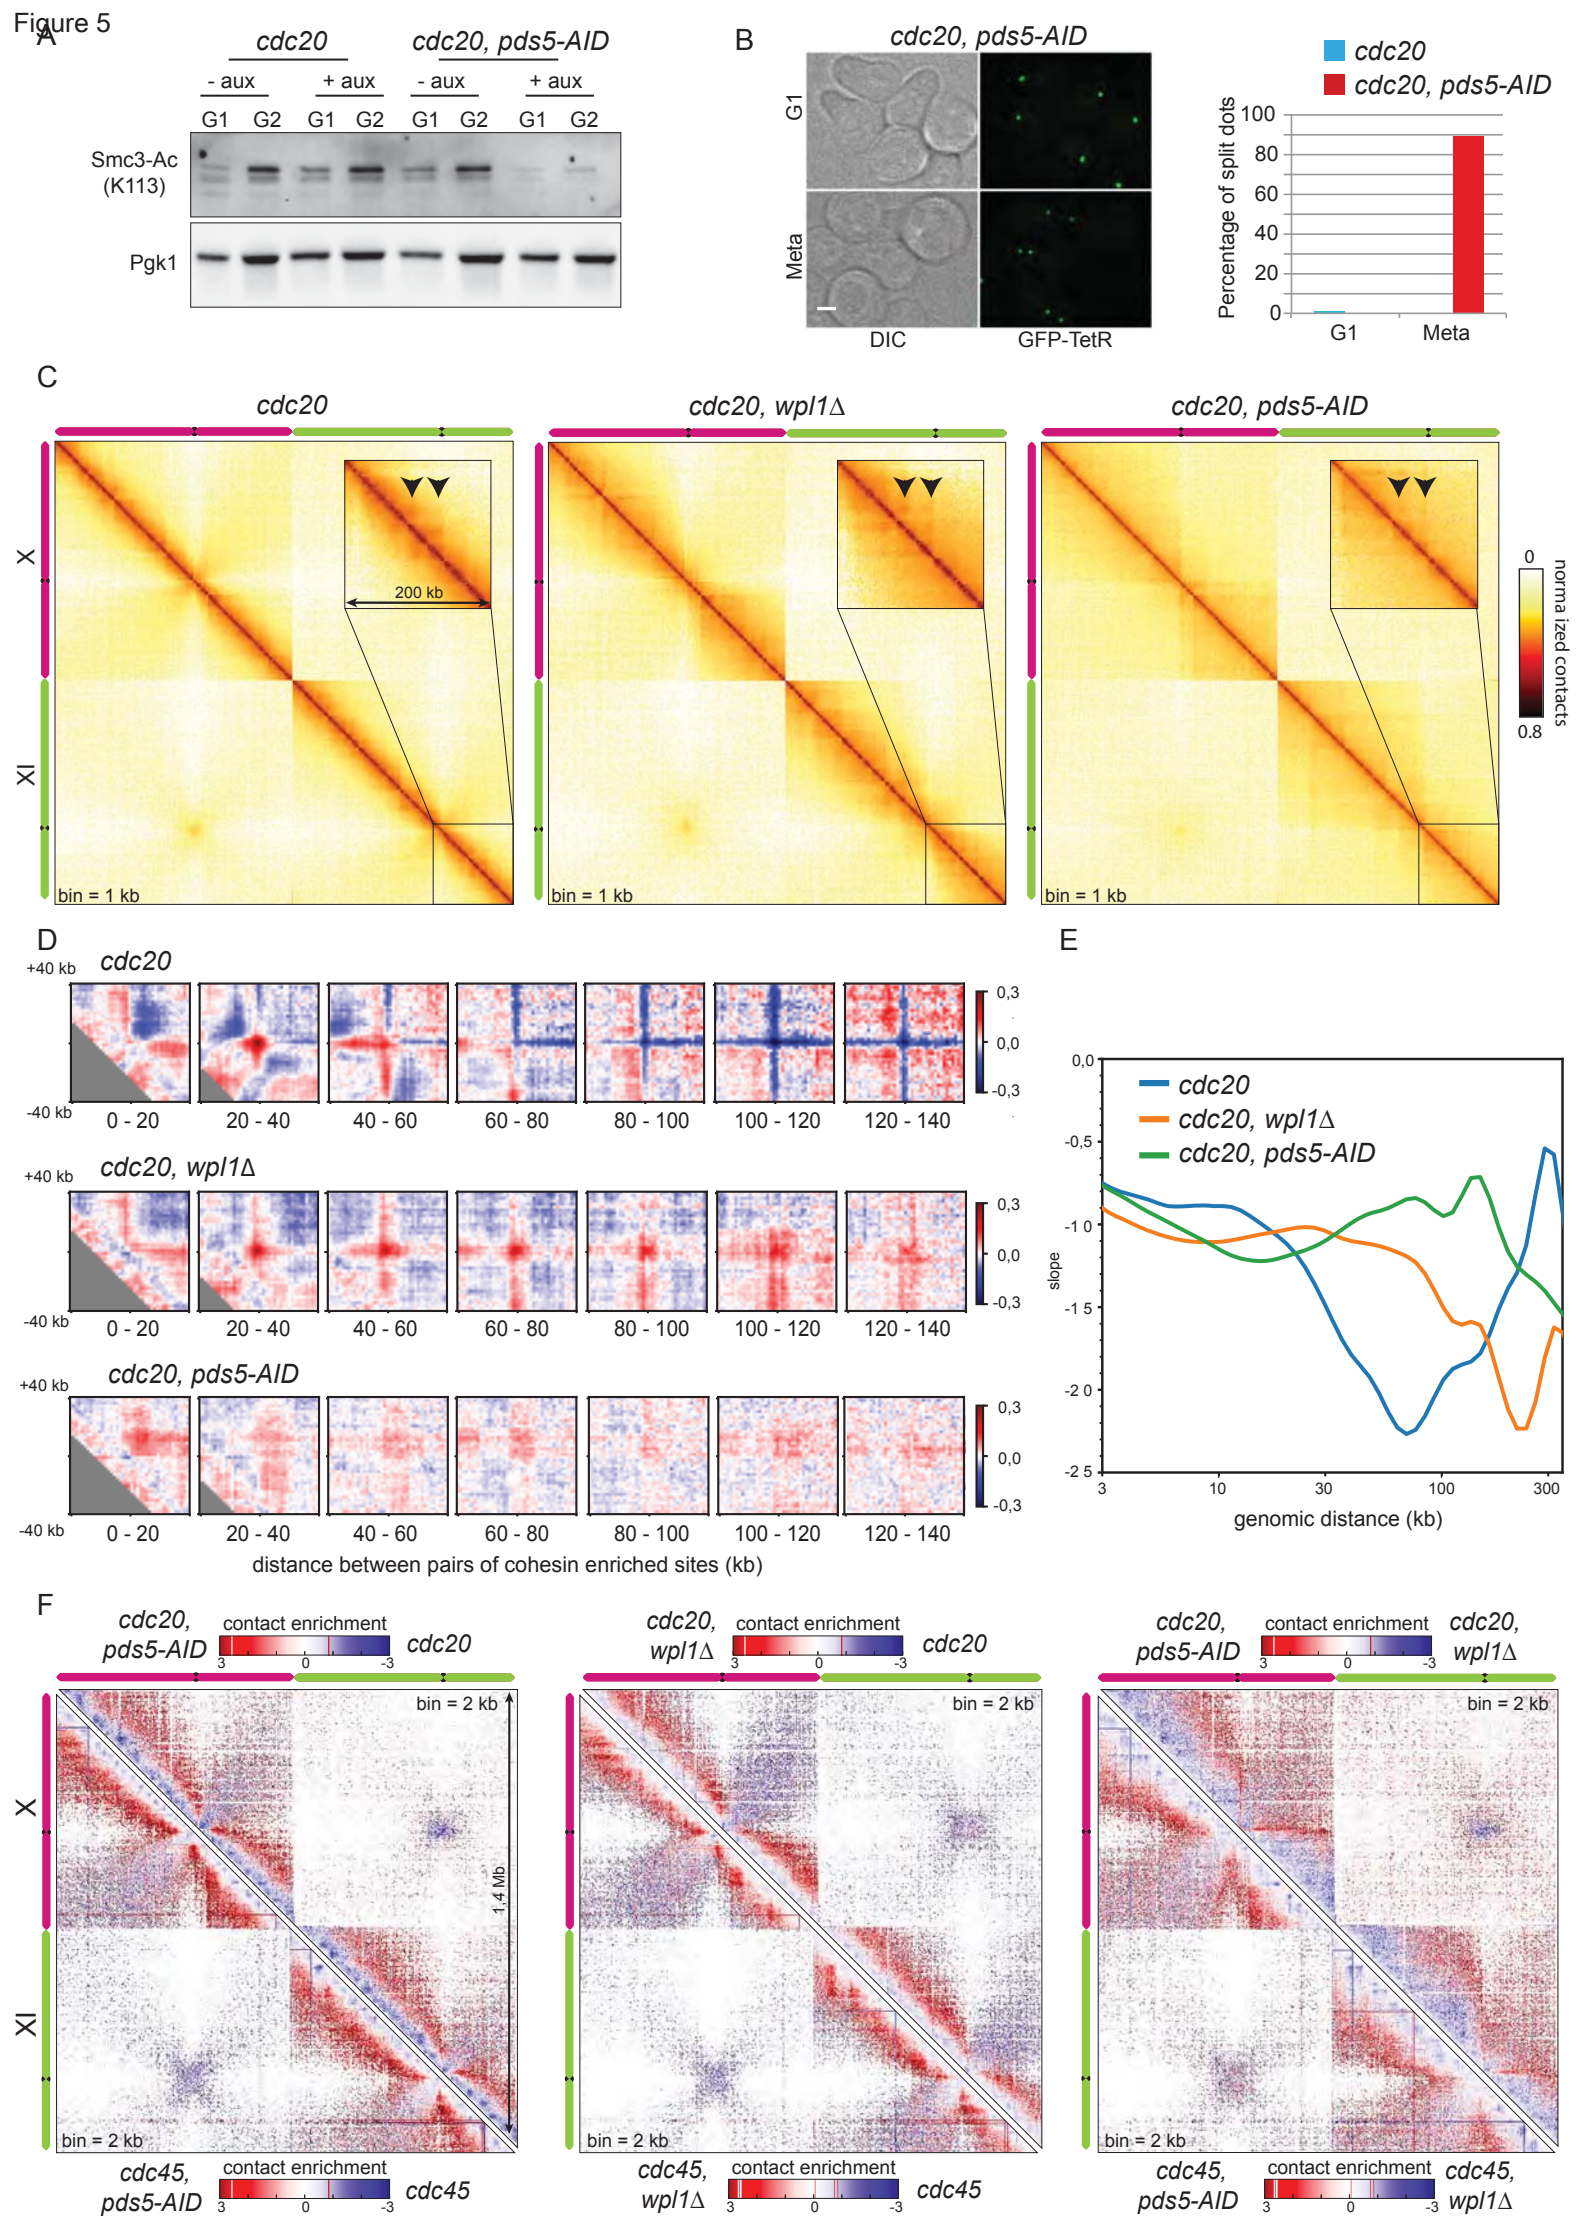 Figure 5
A
cdc20
cdc20, pds5-AID
- aux
+ aux
- aux
+ aux
G1 G2 G1 G2 G1 G2 G1 G2
Smc3-Ac
(K113)
Pgk1
B
cdc20, pds5-AID
G1
Meta
DIC
GFP-TetR
cdc20
cdc20, pds5-AID
Percentage of split dots
100
80
60
40
20
0
G1
Meta
C
cdc20
cdc20, wpl1Δ
cdc20, pds5-AID
X
XI
200 kb
bin = 1 kb
bin = 1 kb
bin = 1 kb
0
norma ized contacts
0.8
D
cdc20
+40 kb
-40 kb
0 - 20
20 - 40
40 - 60
60 - 80
80 - 100
100 - 120
120 - 140
0,3
0,0
-0,3
cdc20, wpl1Δ
+40 kb
-40 kb
0 - 20
20 - 40
40 - 60
60 - 80
80 - 100
100 - 120
120 - 140
0,3
0,0
-0,3
cdc20, pds5-AID
+40 kb
-40 kb
0 - 20
20 - 40
40 - 60
60 - 80
80 - 100
100 - 120
120 - 140
0,3
0,0
-0,3
distance between pairs of cohesin enriched sites (kb)
E
0,0
-0,5
-1 0
-1 5
-2 0
-2 5
slope
cdc20
cdc20, wpl1Δ
cdc20, pds5-AID
3
10
30
100
300
genomic distance (kb)
F
cdc20,
pds5-AID
contact enrichment
3 0 -3
cdc20
cdc20,
wpl1Δ
contact enrichment
3 0 -3
cdc20
cdc20,
pds5-AID
contact enrichment
3 0 -3
cdc20,
wpl1Δ
X
XI
bin = 2 kb
1,4 Mb
bin = 2 kb
bin = 2 kb
bin = 2 kb
bin = 2 kb
bin = 2 kb
cdc45,
pds5-AID
contact enrichment
3 0 -3
cdc45
cdc45,
wpl1Δ
contact enrichment
3 0 -3
cdc45
cdc45,
pds5-AID
contact enrichment
3 0 -3
cdc45,
wpl1Δ